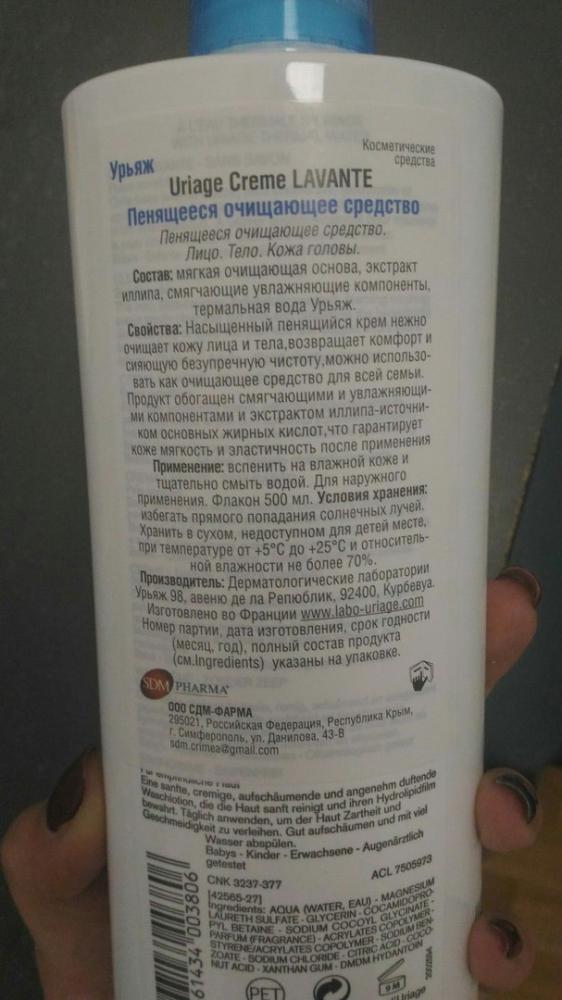 Косметические
средства
Урьяж
Uriage Creme LAVANTE
Пенящееся очищающее средство
Пенящееся очищающее средство.
Лицо. Тело. Кожа головы.
Состав: мягкая очищающая основа, экстракт
иллипа, смягчающие увлажняющие компоненты,
термальная вода Урьяж.
Свойства: Насыщенный пенящийся крем нежно
очищает кожу лица и тела,возвращает комфорт и
сияющую безупречную чистоту,можно использо-
вать как очищающее средство для всей семьи.
Продукт обогащен смягчающими и увлажняющи-
ми компонентами и экстрактом иллипа-источни-
ком основных жирных кислот,что гарантирует
коже мягкость и эластичность после применения
Применение: вспенить на влажной коже и
тщательно смыть водой. Для наружного
применения. Флакон 500 мл. Условия хранения:
избегать прямого попадания солнечных лучей.
Хранить в сухом, недоступном для детей месте,
при температуре от +5°С до +25°С и относитель-
ной влажности не более 70%.
Производитель: Дерматологические лаборатории
Урьяж 98, авеню де ла Репюблик, 92400, Курбевуа.
Изготовлено во Франции www.labo-uriage.com
Номер партии, дата изготовления, срок годности
(месяц, год), полный состав продукта
(см.Ingredients) указаны на упаковке.
SDM PHARMA
ООО СДМ-ФАРМА
295021, Российская Федерация, Республика Крым,
г. Симферополь, ул. Данилова, 43-В
sdm.crimea@gmail.com
Eine sanfte, cremige, aufschäumende und angenehm duftende
Waschlotion, die die Haut sanft reinigt und ihren Hydrolipidfilm
bewahrt. Täglich anwenden, um der Haut Zartheit und
Geschmeidigkeit zu verleihen. Gut aufschäumen und mit viel
Wasser abspülen.
Babys - Kinder - Erwachsene - Augenärztlich
getestet
CNK 3237-377
ACL 7505973
[42565-27]
Ingredients: AQUA (WATER, EAU) - MAGNESIUM
LAURETH SULFATE - GLYCERIN - COCAMIDOPRO-
PYL BETAINE - SODIUM COCOYL GLYCINATE -
PARFUM (FRAGRANCE) - ACRYLATES COPOLYMER -
STYRENE/ACRYLATES COPOLYMER - SODIUM BEN-
ZOATE - SODIUM CHLORIDE - CITRIC ACID - COCO-
NUT ACID - XANTHAN GUM - DMDM HYDANTOIN
61434 003806
PET
9 M
Uriage